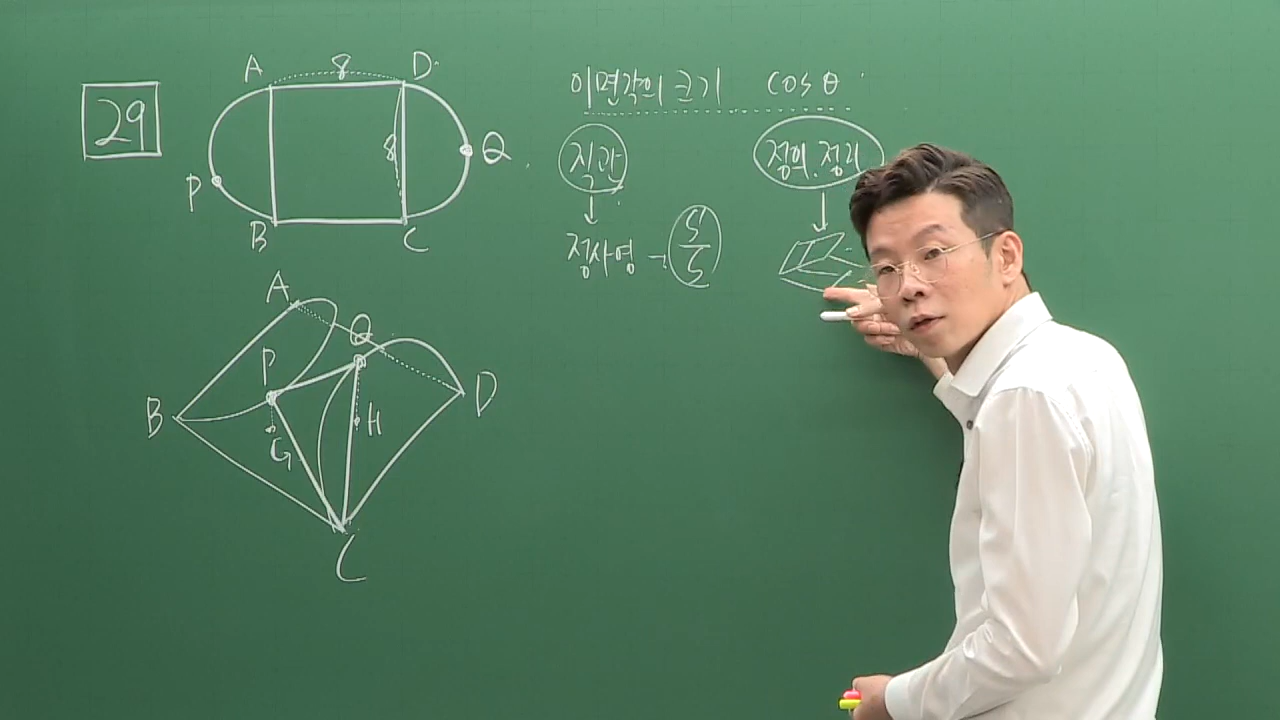 29
A 8 D
8
P Q
B C
이면각의 크기 cos θ
직관 정의. 정리
정사영 → S/S
A
Q
P
B D
G H
C